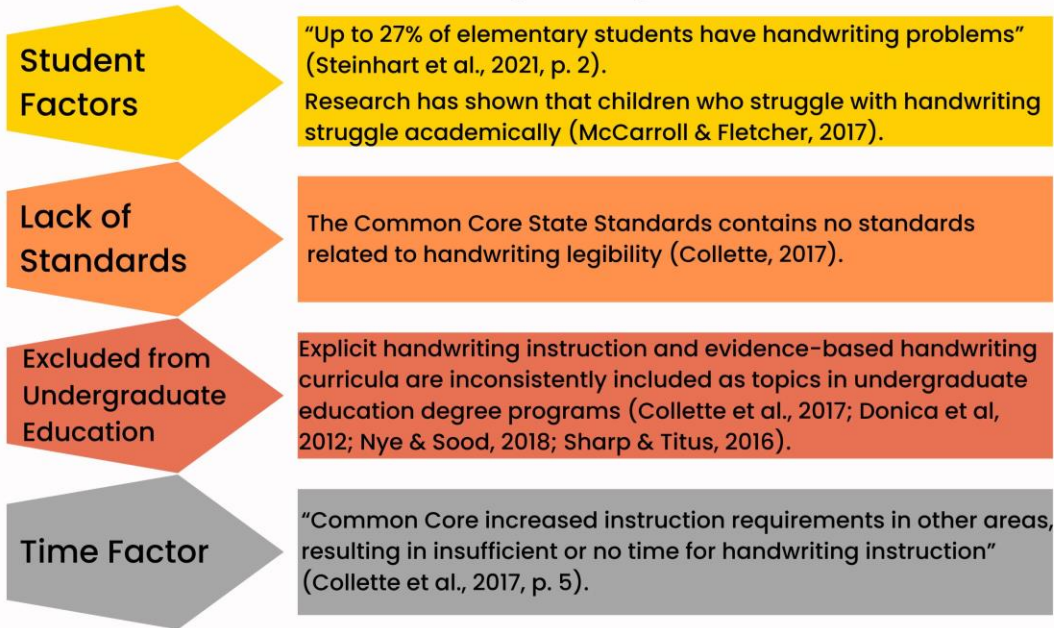 Student
Factors
“Up to 27% of elementary students have handwriting problems”
(Steinhart et al., 2021, p. 2).
Research has shown that children who struggle with handwriting
struggle academically (McCarroll & Fletcher, 2017).
Lack of
Standards
The Common Core State Standards contains no standards
related to handwriting legibility (Collette, 2017).
Excluded from
Undergraduate
Education
Explicit handwriting instruction and evidence-based handwriting
curricula are inconsistently included as topics in undergraduate
education degree programs (Collette et al., 2017; Donica et al,
2012; Nye & Sood, 2018; Sharp & Titus, 2016).
Time Factor
“Common Core increased instruction requirements in other areas,
resulting in insufficient or no time for handwriting instruction”
(Collette et al., 2017, p. 5).